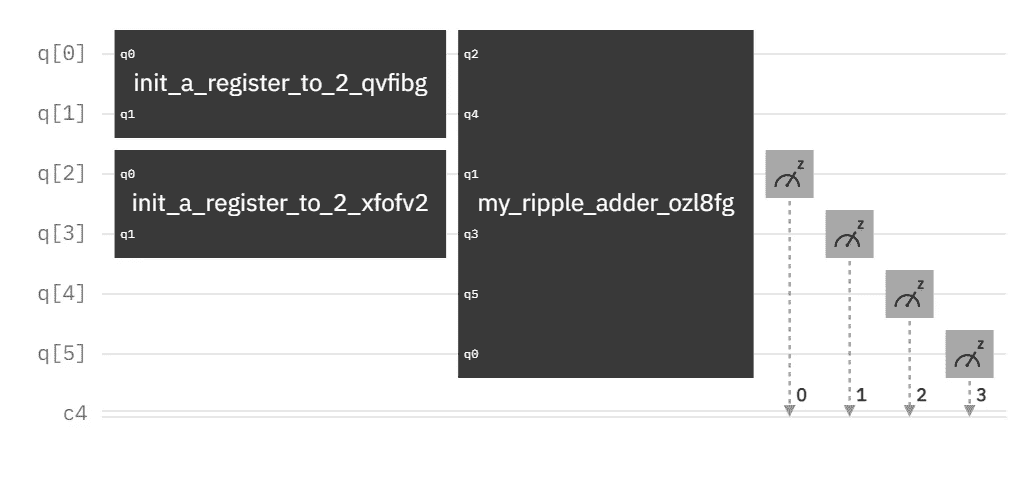 q[0] q0 q2
init_a_register_to_2_qvfibg
q[1] q1 q4
q[2] q0 q1 z
init_a_register_to_2_xfofv2 my_ripple_adder_ozl8fg
q[3] q1 q3 z
q[4] q5 z
q[5] q0 z
0 1 2 3
c4